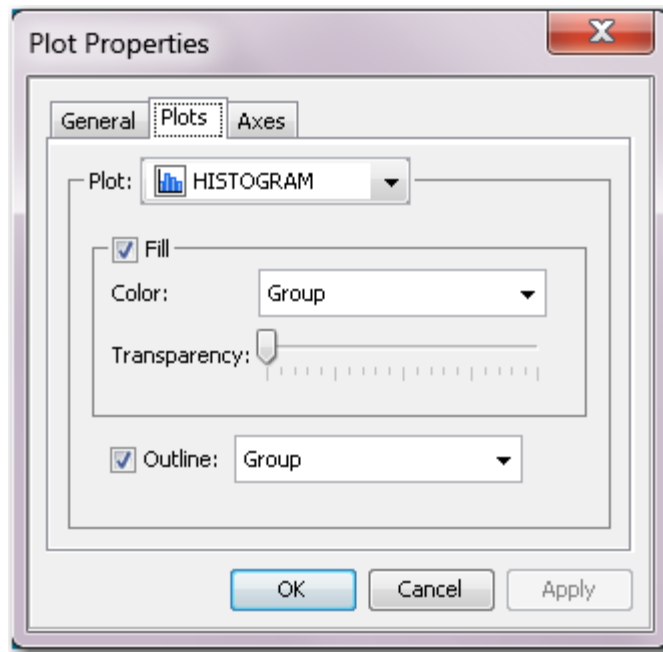 Plot Properties
General Plots Axes
Plot: HISTOGRAM
Fill
Color: Group
Transparency:
Outline: Group
OK Cancel Apply